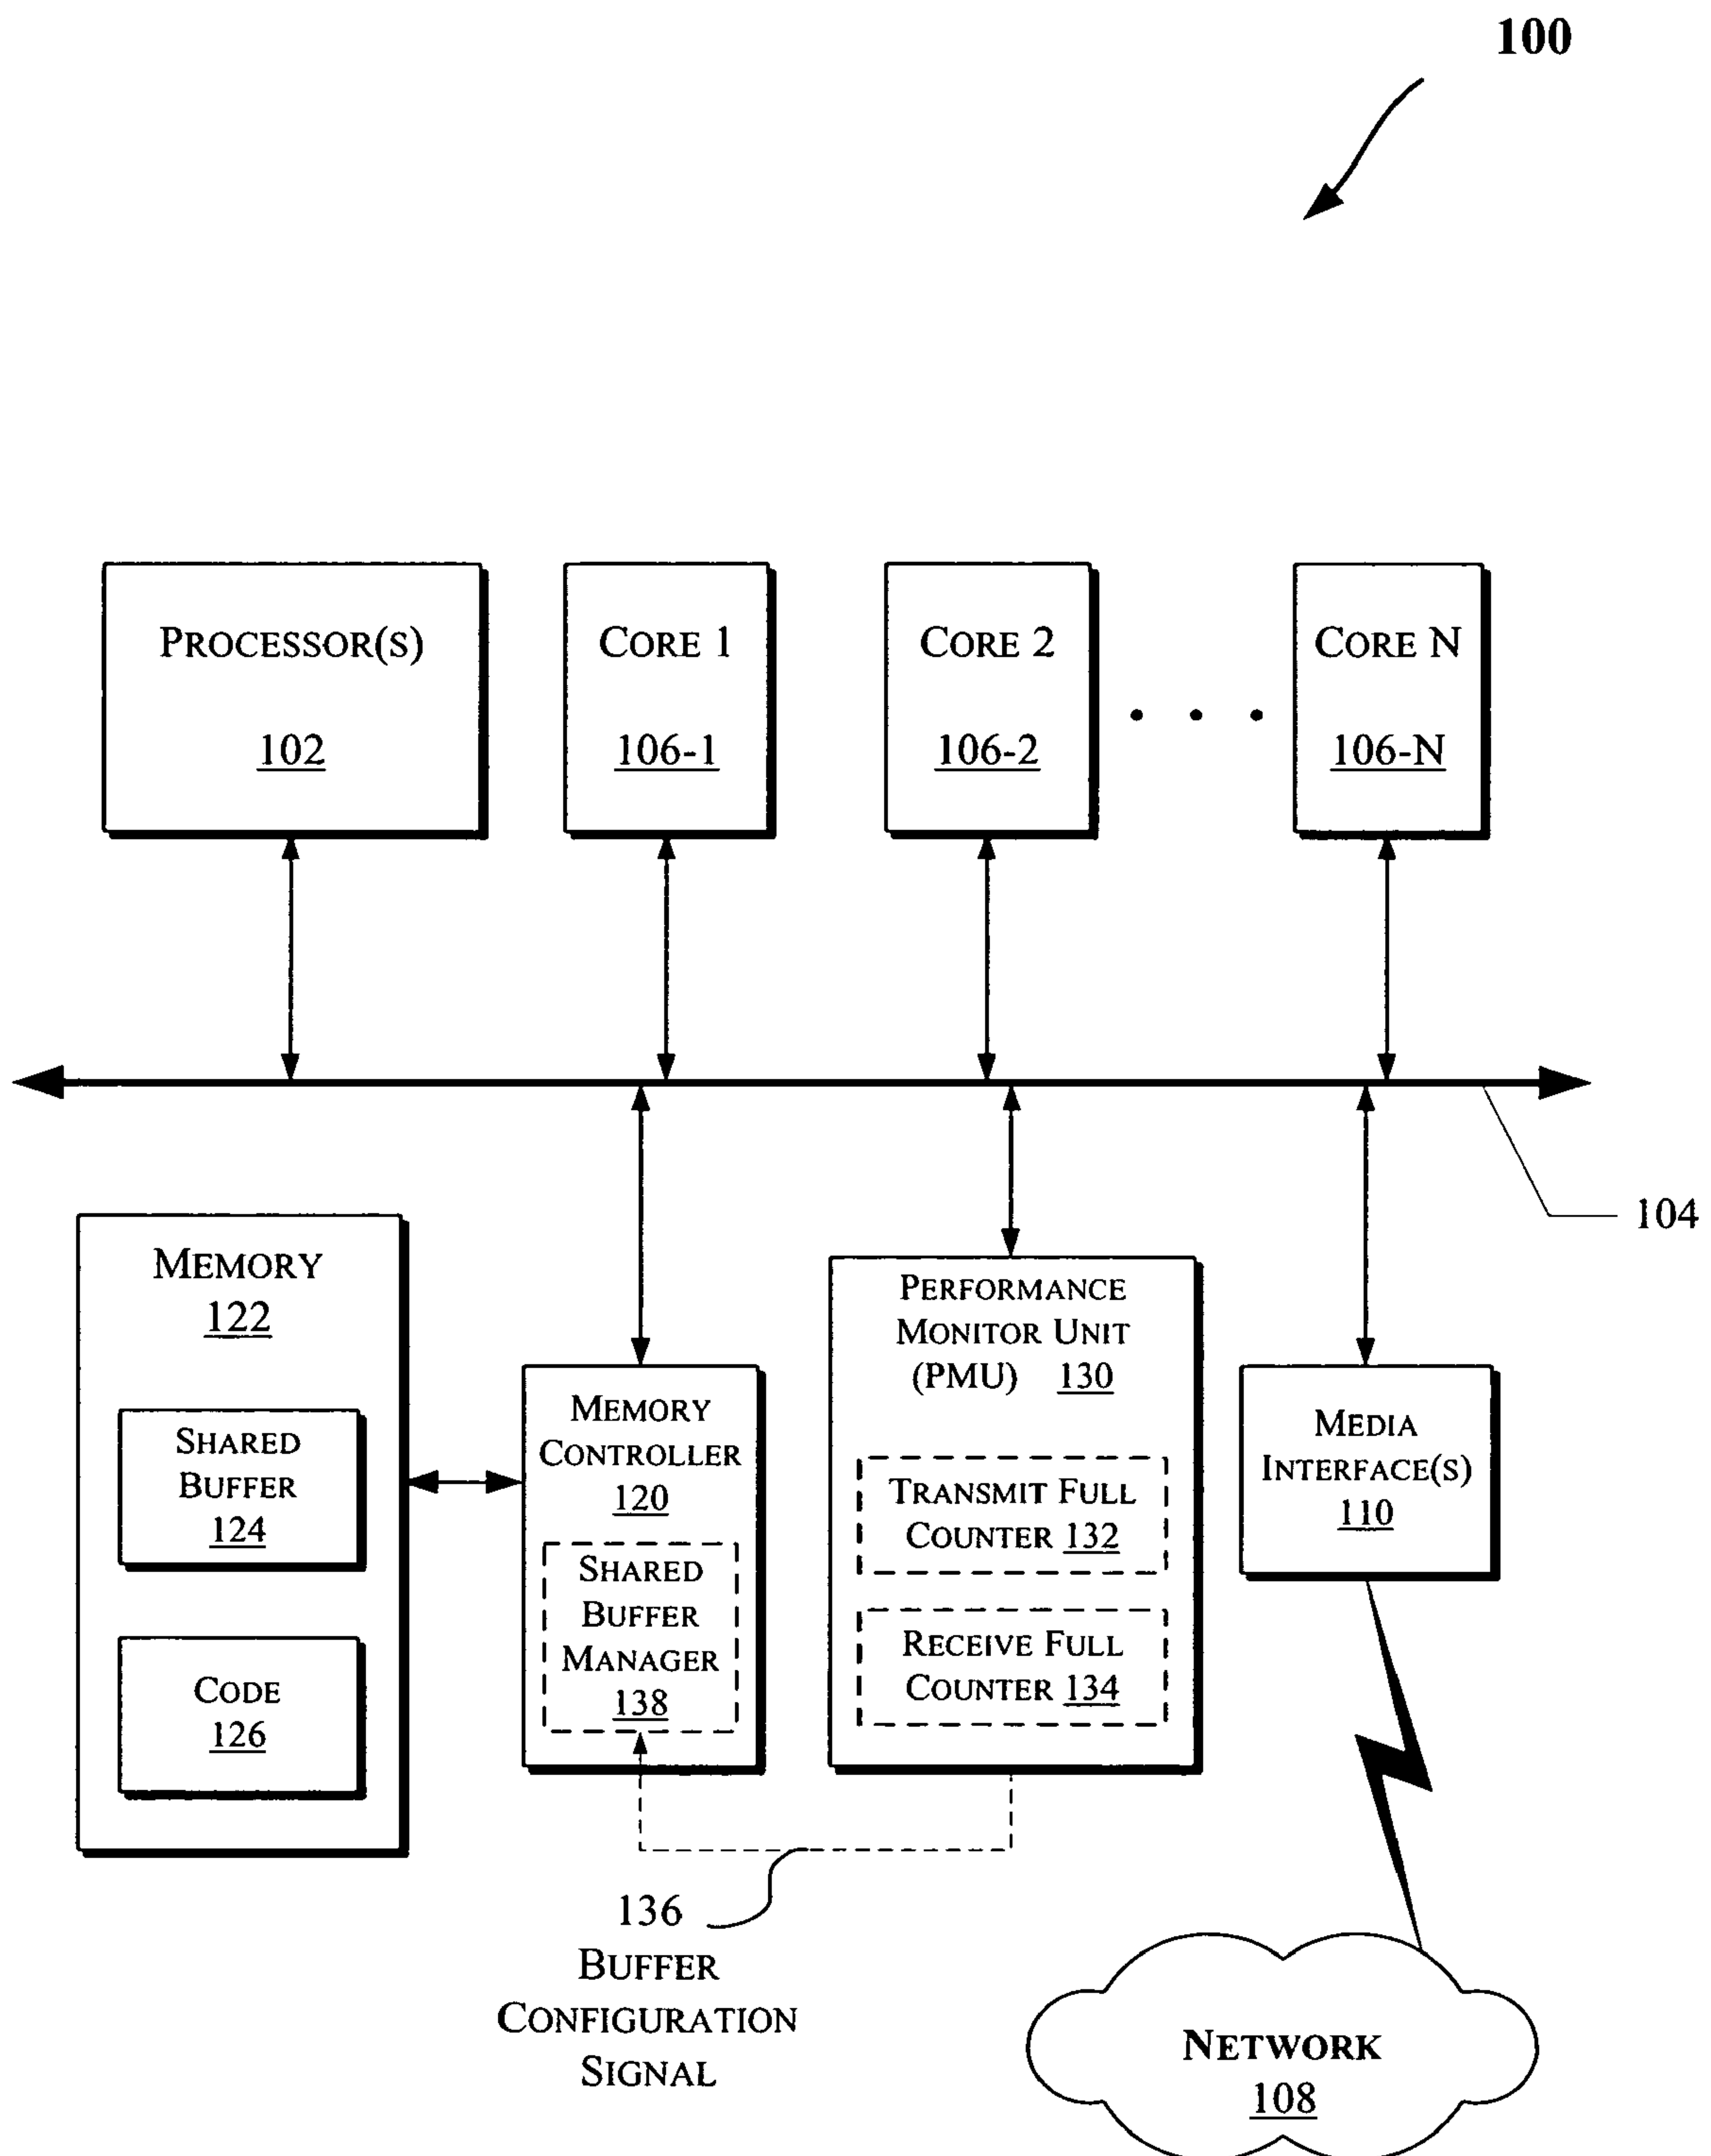 100
PROCESSOR(S)
102
CORE 1
106-1
CORE 2
106-2
. . .
CORE N
106-N
104
MEMORY
122
SHARED
BUFFER
124
CODE
126
MEMORY
CONTROLLER
120
SHARED
BUFFER
MANAGER
138
PERFORMANCE
MONITOR UNIT
(PMU) 130
TRANSMIT FULL
COUNTER 132
RECEIVE FULL
COUNTER 134
MEDIA
INTERFACE(S)
110
136
BUFFER
CONFIGURATION
SIGNAL
NETWORK
108